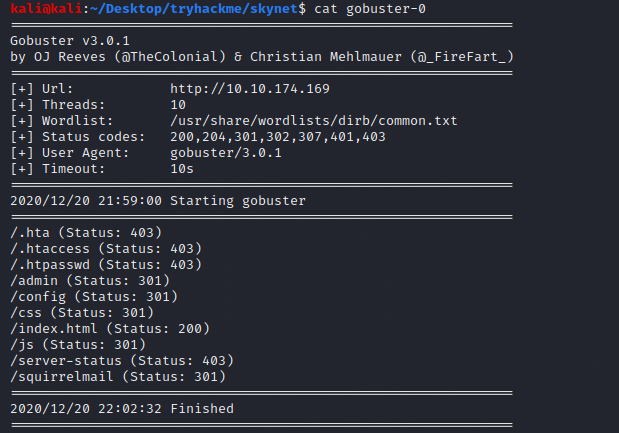 kali@kali:~/Desktop/tryhackme/skynet$ cat gobuster-0
===============================================================
Gobuster v3.0.1
by OJ Reeves (@TheColonial) & Christian Mehlmauer (@_FireFart_)
===============================================================
[+] Url:            http://10.10.174.169
[+] Threads:        10
[+] Wordlist:       /usr/share/wordlists/dirb/common.txt
[+] Status codes:   200,204,301,302,307,401,403
[+] User Agent:     gobuster/3.0.1
[+] Timeout:        10s
===============================================================
2020/12/20 21:59:00 Starting gobuster
===============================================================
/.hta (Status: 403)
/.htaccess (Status: 403)
/.htpasswd (Status: 403)
/admin (Status: 301)
/config (Status: 301)
/css (Status: 301)
/index.html (Status: 200)
/js (Status: 301)
/server-status (Status: 403)
/squirrelmail (Status: 301)
===============================================================
2020/12/20 22:02:32 Finished
===============================================================